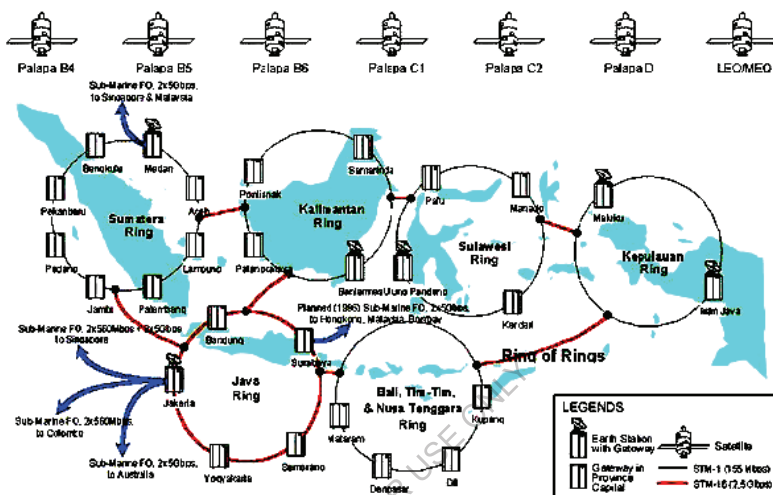 Palapa B4
Palapa B5
Palapa B6
Palapa C1
Palapa C2
Palapa D
LEO/MEO
Sub-Marine FO, 2x5Gbps,
to Singapore & Malaysia
Bengkulu
Medan
Pekanbaru
Aceh
Sumatera
Ring
Padang
Lampung
Jambi
Palembang
Pontianak
Samarinda
Kalimantan
Ring
Palangkaraya
Banjarmasin
Palu
Manado
Sulawesi
Ring
Ujung Pandang
Kendari
Maluku
Kepulauan
Ring
Irian Jaya
Sub-Marine FO, 2x560Mbps + 2x5Gbps
to Singapore
Bandung
Planned (1996) Sub-Marine FO, 2x5Gbps,
to Hongkong, Malaysia, Bombay
Surabaya
Ring of Rings
Java
Ring
Jakarta
Sub-Marine FO, 2x560Mbps,
to Colombo
Sub-Marine FO, 2x5Gbps,
to Australia
Yogyakarta
Semarang
Bali, Tim-Tim,
& Nusa Tenggara
Ring
Mataram
Kupang
Denpasar
Dili
LEGENDS
Earth Station
with Gateway
Satellite
Gateway in
Province
Capital
STM-1 (155 Mbps)
STM-16 (2.5 Gbps)
R USE ONLY